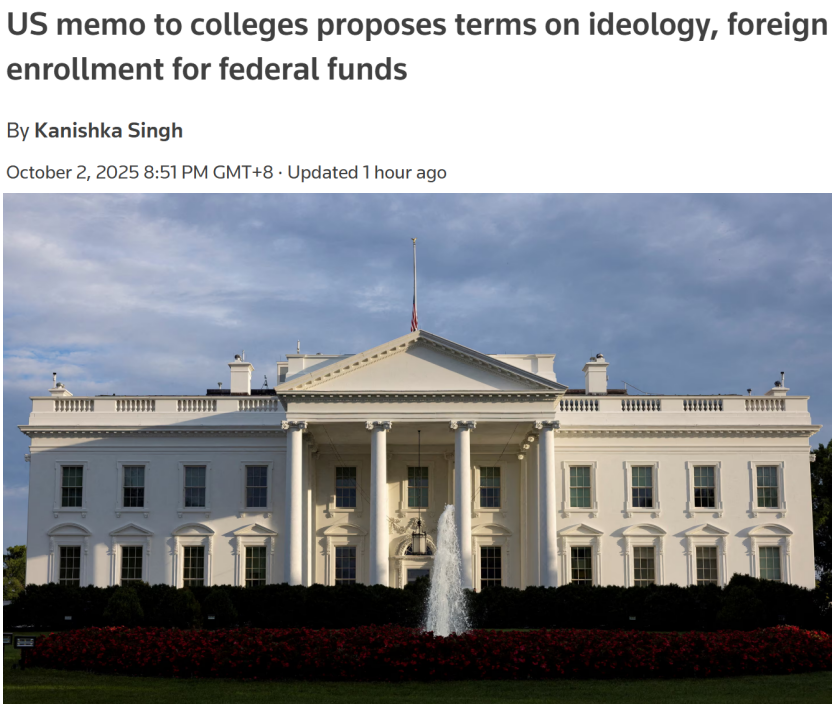 US memo to colleges proposes terms on ideology, foreign
enrollment for federal funds
By Kanishka Singh
October 2, 2025 8:51 PM GMT+8 · Updated 1 hour ago